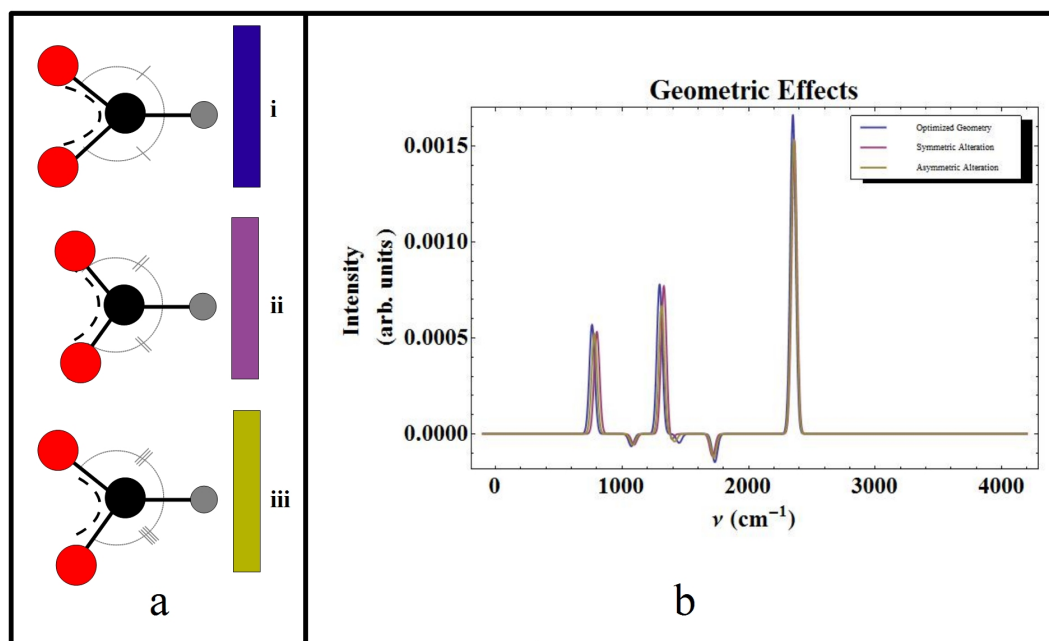 i
ii
iii
a
Geometric Effects
Optimized Geometry
Symmetric Alteration
Asymmetric Alteration
Intensity
(arb. units)
0.0015
0.0010
0.0005
0.0000
0
1000
2000
3000
4000
ν (cm⁻¹)
b